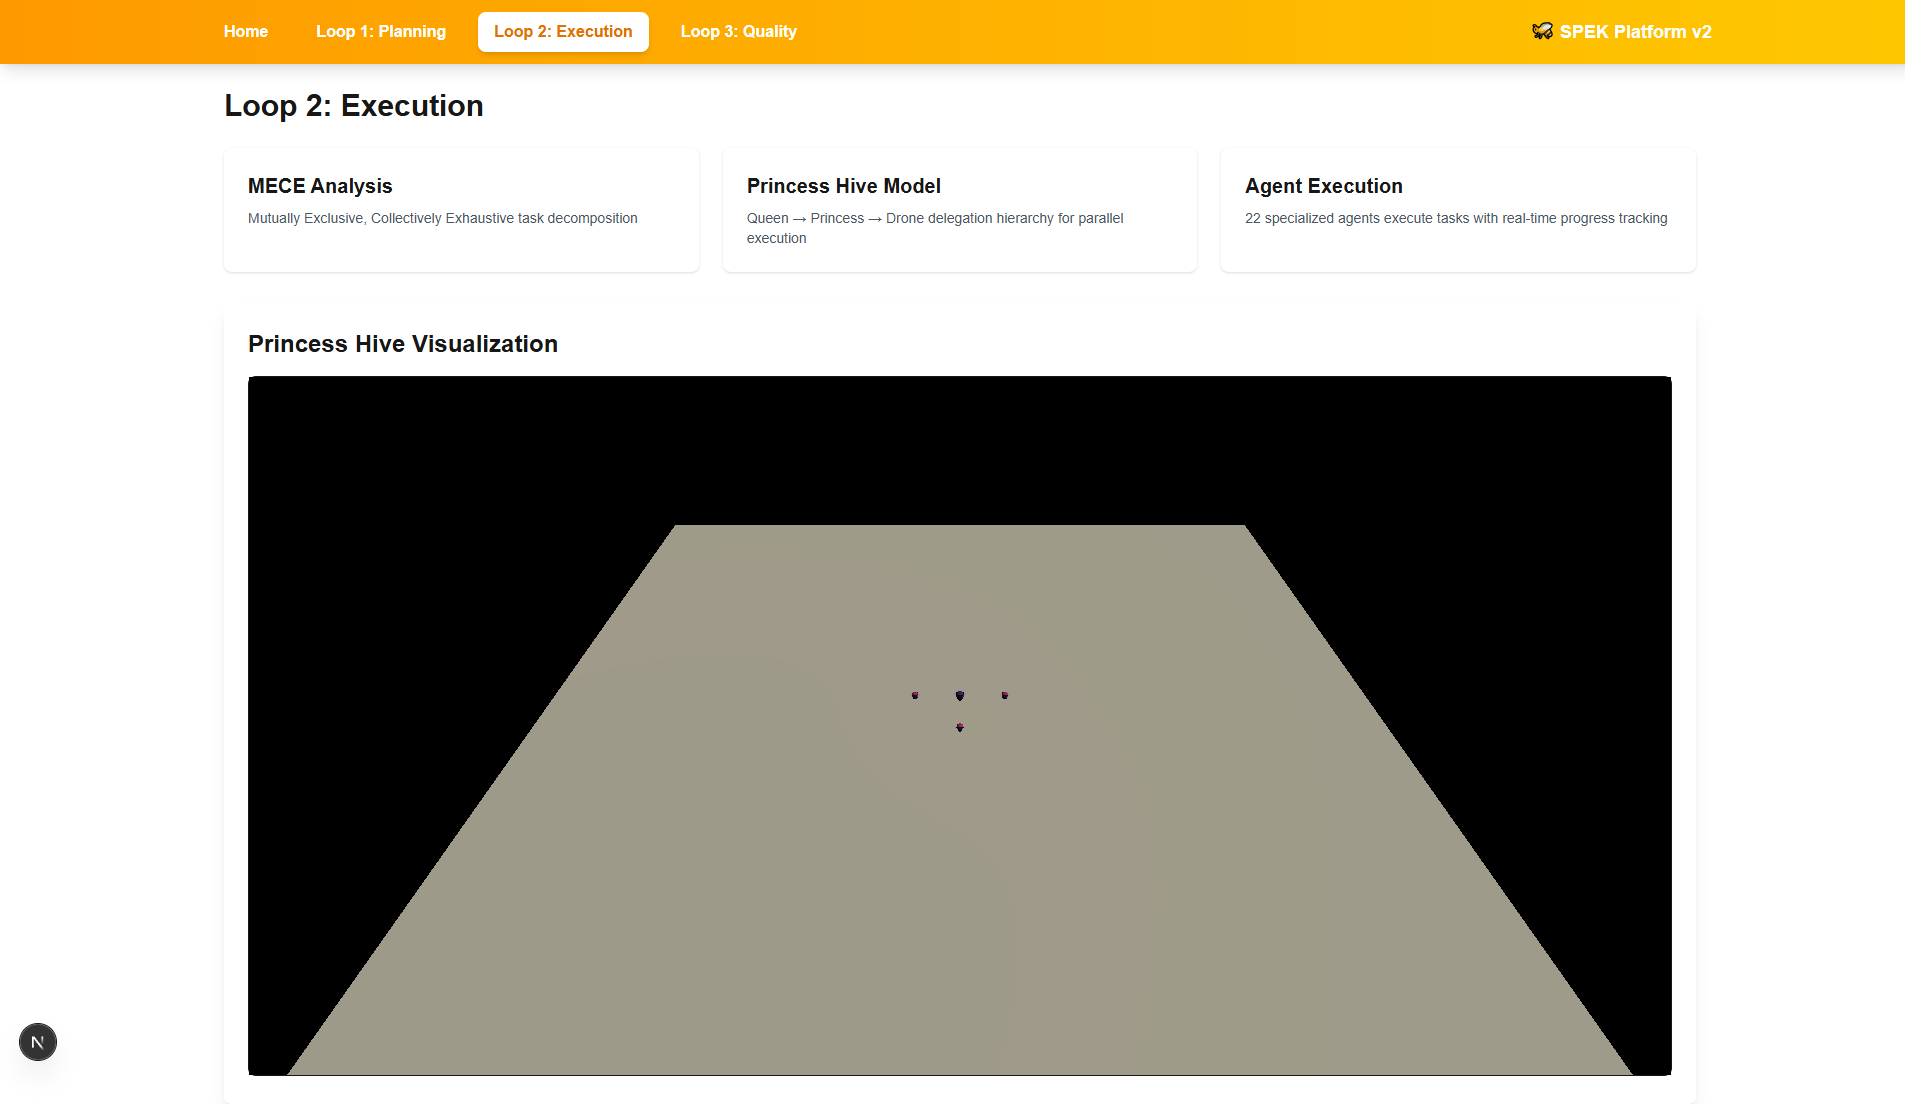 Home
Loop 1: Planning
Loop 2: Execution
Loop 3: Quality
🐝 SPEK Platform v2
Loop 2: Execution
MECE Analysis
Mutually Exclusive, Collectively Exhaustive task decomposition
Princess Hive Model
Queen → Princess → Drone delegation hierarchy for parallel
execution
Agent Execution
22 specialized agents execute tasks with real-time progress tracking
Princess Hive Visualization
N